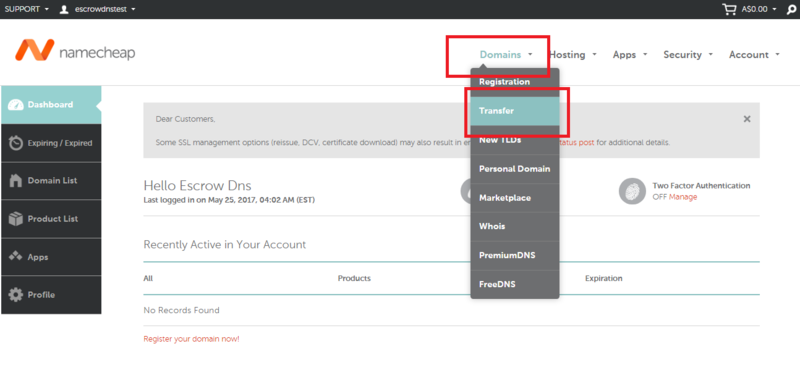 SUPPORT escrowdnstest A$0.00
namecheap
Domains Hosting Apps Security Account
Registration
Transfer
New TLDs
Personal Domain
Marketplace
Whois
PremiumDNS
FreeDNS
Dashboard
Expiring / Expired
Domain List
Product List
Apps
Profile
Dear Customers,
Some SSL management options (reissue, DCV, certificate download) may also result in
status post for additional details.
Hello Escrow Dns
Last logged in on May 25, 2017, 04:02 AM (EST)
Two Factor Authentication
OFF Manage
Recently Active in Your Account
All Products Expiration
No Records Found
Register your domain now!